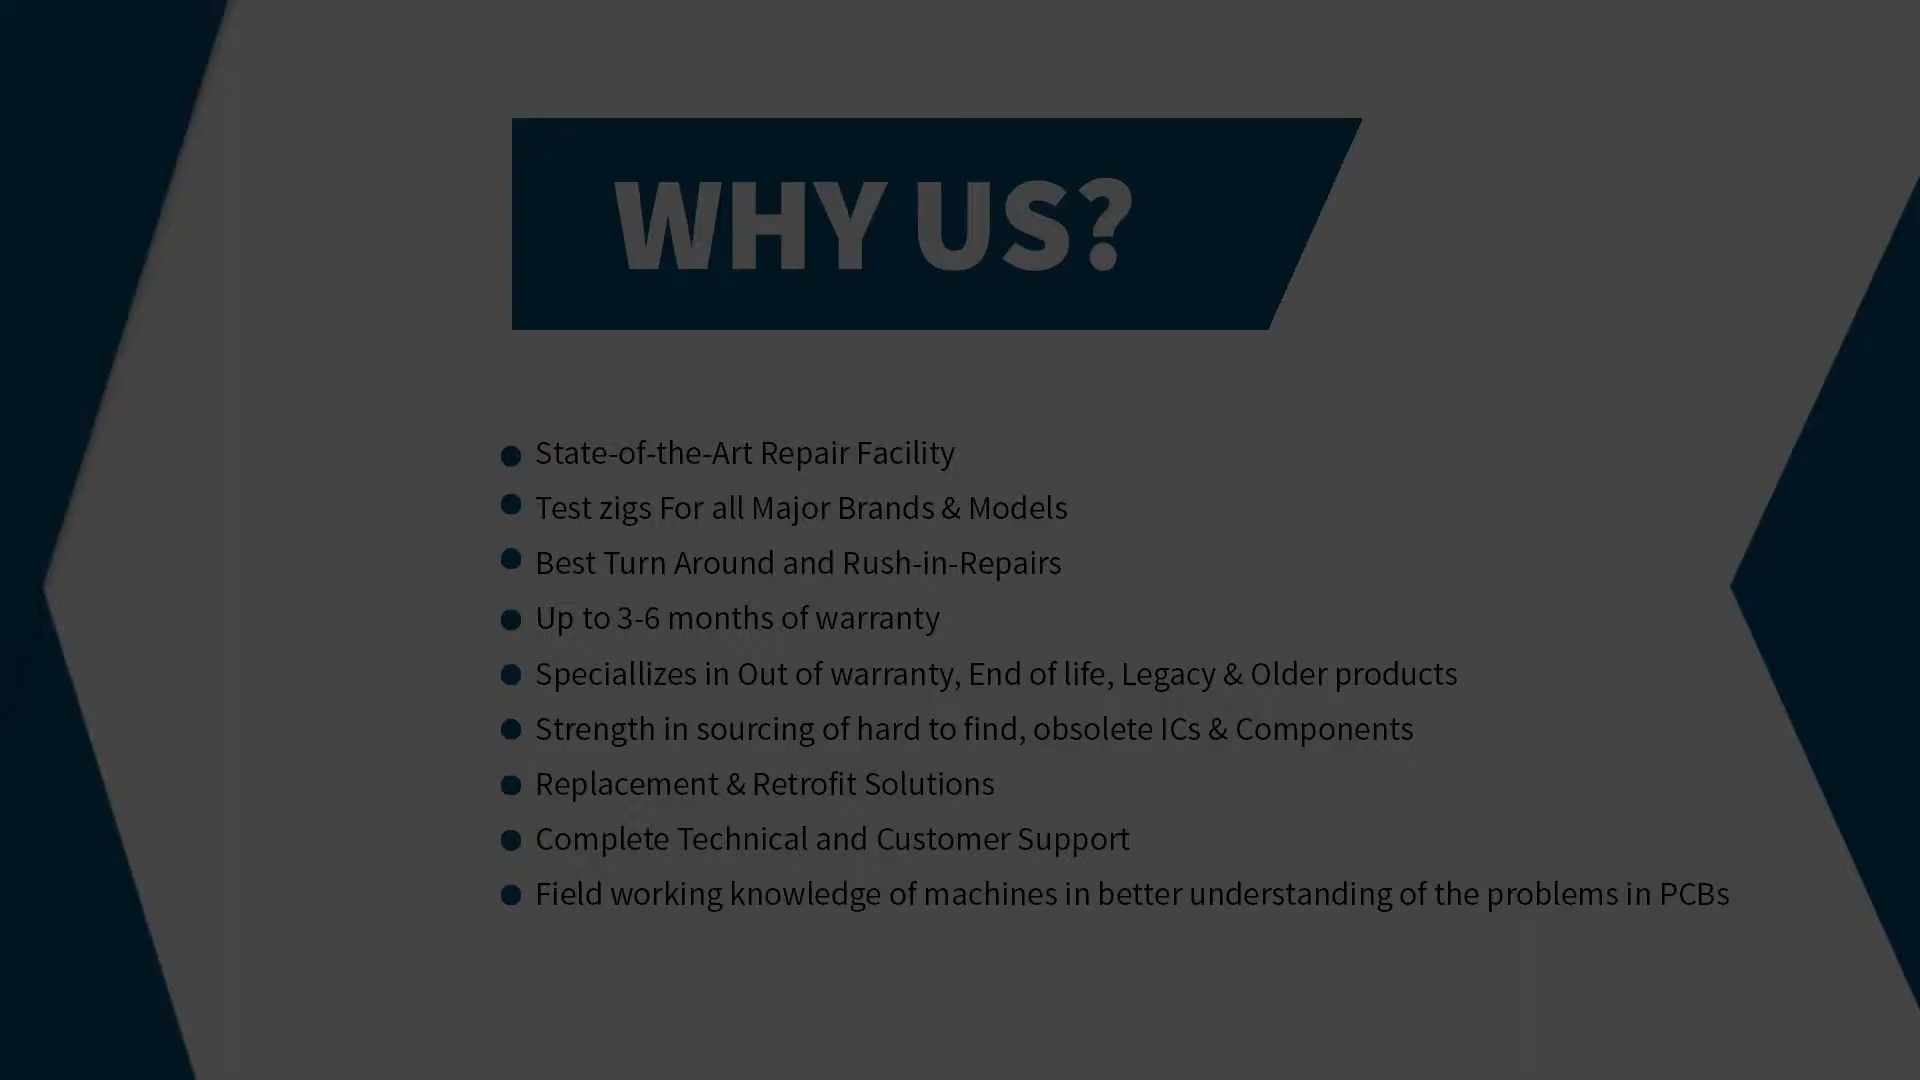 WHY US?
State-of-the-Art Repair Facility
Test zigs For all Major Brands & Models
Best Turn Around and Rush-in-Repairs
Up to 3-6 months of warranty
Speciallizes in Out of warranty, End of life, Legacy & Older products
Strength in sourcing of hard to find, obsolete ICs & Components
Replacement & Retrofit Solutions
Complete Technical and Customer Support
Field working knowledge of machines in better understanding of the problems in PCBs